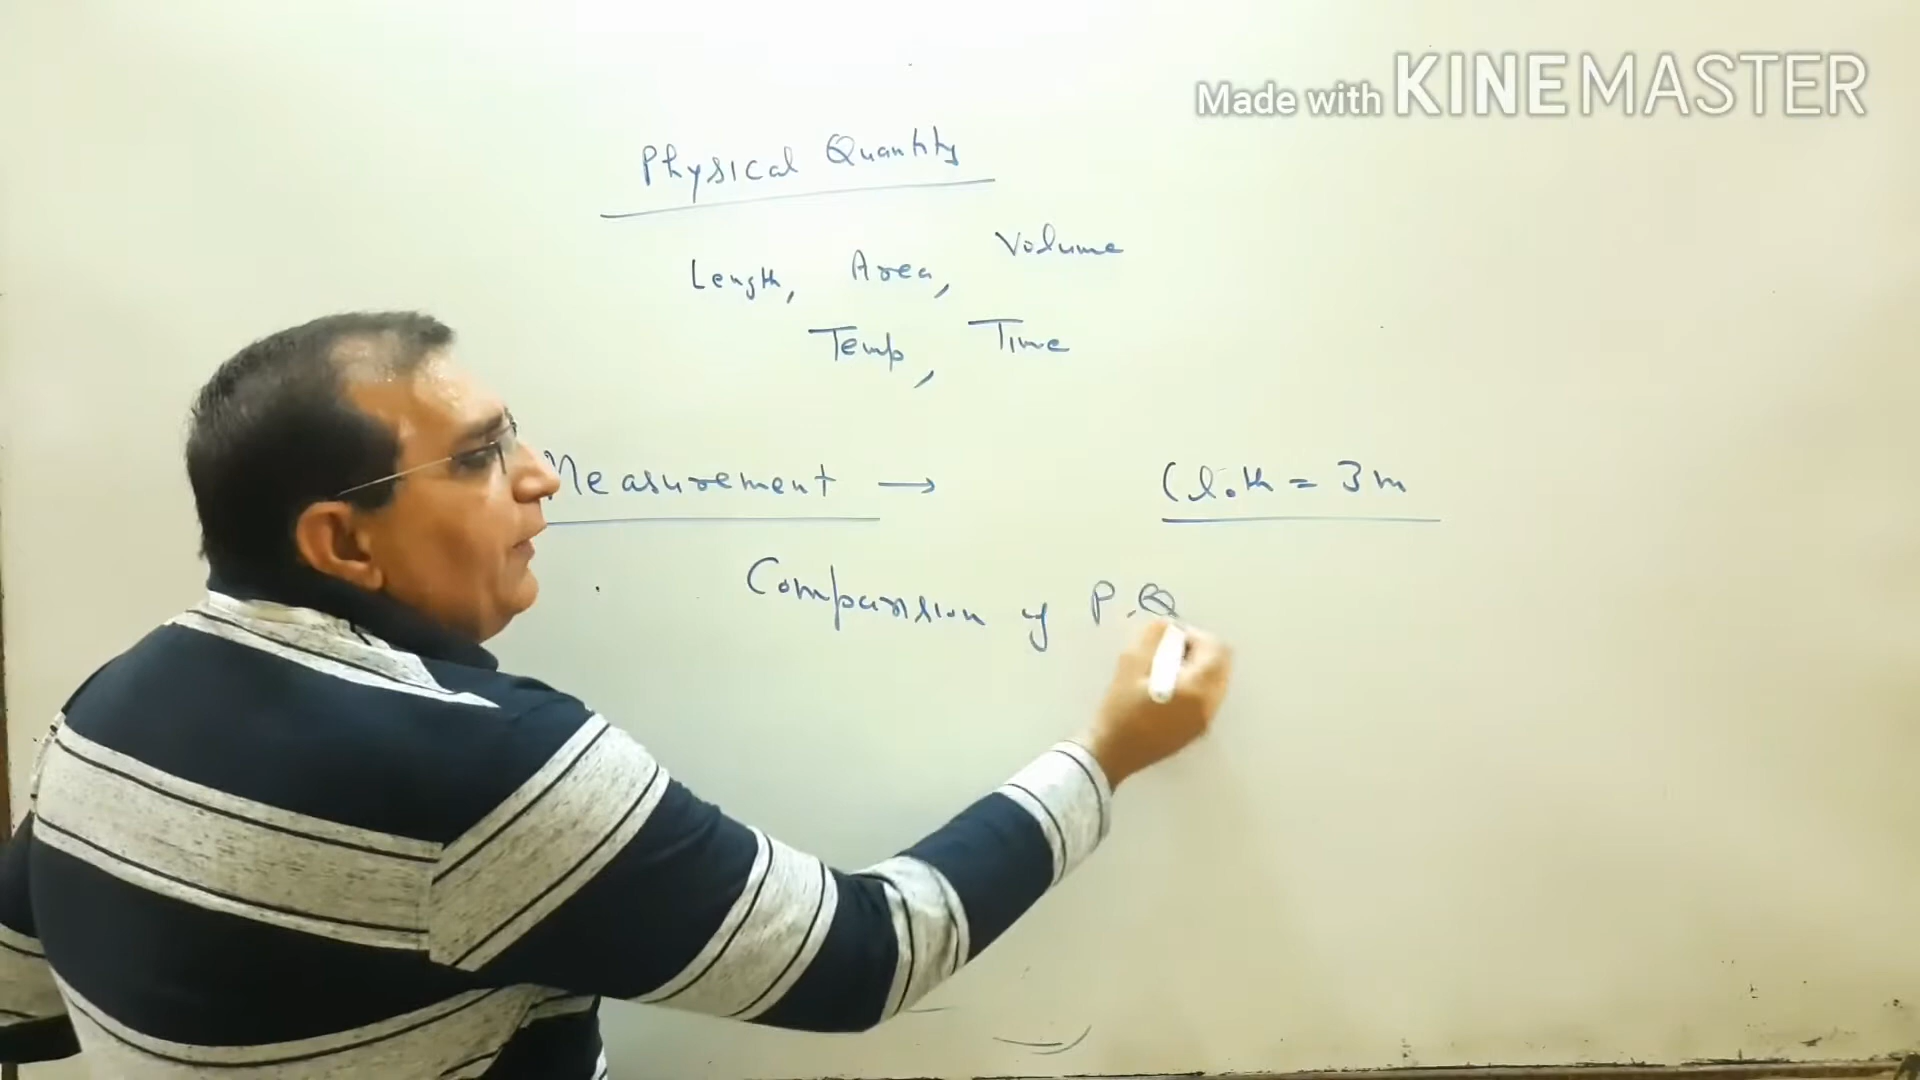 Made with KINEMASTER
Physical Quantity
Length, Area, Volume
Temp, Time
Measurement → Cloth = 3m
Comparision of P.Q